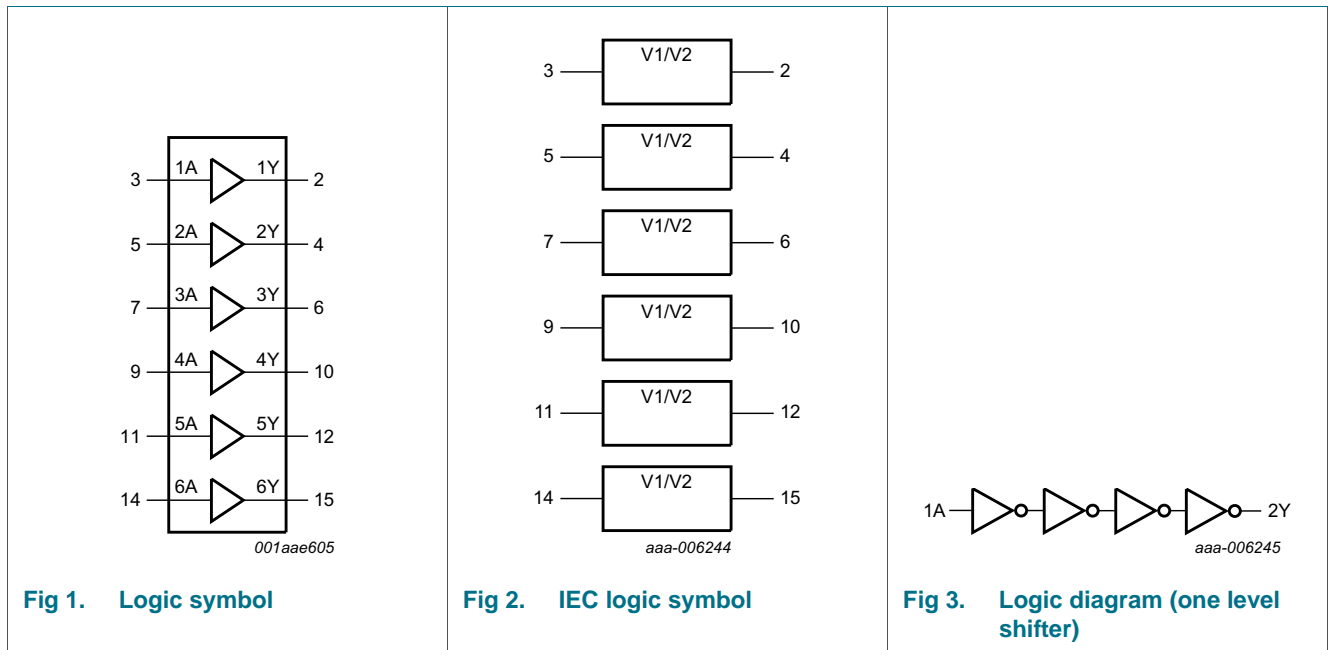 3 1A 1Y 2
5 2A 2Y 4
7 3A 3Y 6
9 4A 4Y 10
11 5A 5Y 12
14 6A 6Y 15
001aae605
Fig 1. Logic symbol
3 V1/V2 2
5 V1/V2 4
7 V1/V2 6
9 V1/V2 10
11 V1/V2 12
14 V1/V2 15
aaa-006244
Fig 2. IEC logic symbol
1A 2Y
aaa-006245
Fig 3. Logic diagram (one level
shifter)